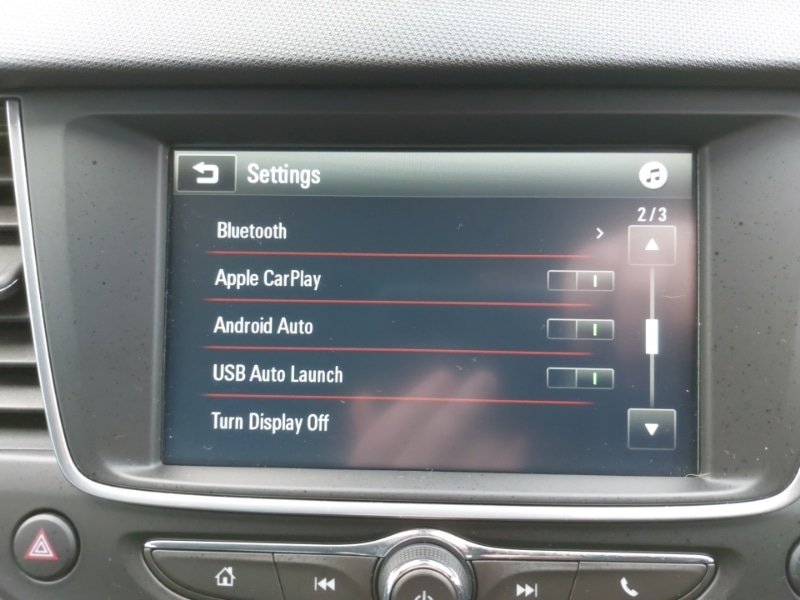 Settings
2/3
Bluetooth
Apple CarPlay
Android Auto
USB Auto Launch
Turn Display Off